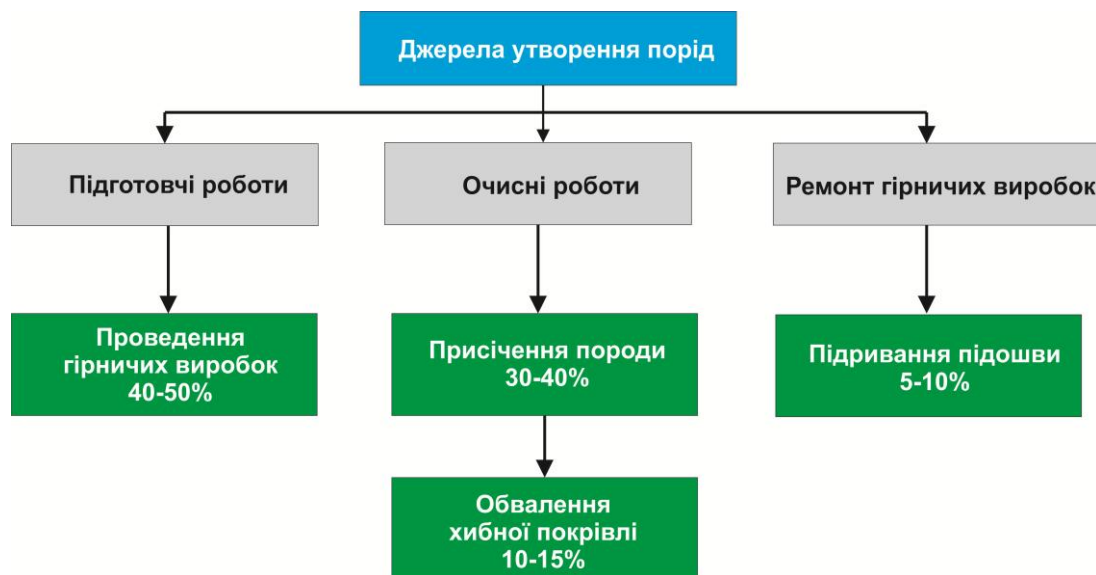 Джерела утворення порід
Підготовчі роботи
Очисні роботи
Ремонт гірничих виробок
Проведення
гірничих виробок
40-50%
Присічення породи
30-40%
Підривання підошви
5-10%
Обвалення
хибної покрівлі
10-15%